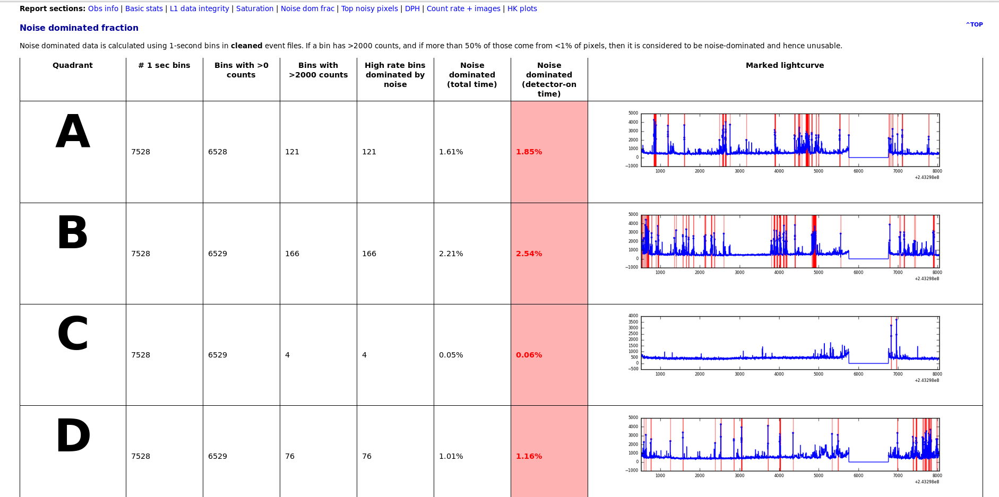 Report sections: Obs info | Basic stats | L1 data integrity | Saturation | Noise dom frac | Top noisy pixels | DPH | Count rate + images | HK plots
Noise dominated fraction
^TOP
Noise dominated data is calculated using 1-second bins in cleaned event files. If a bin has >2000 counts, and if more than 50% of those come from <1% of pixels, then it is considered to be noise-dominated and hence unusable.
Quadrant
# 1 sec bins
Bins with >0
counts
Bins with
>2000 counts
High rate bins
dominated by
noise
Noise
dominated
(total time)
Noise
dominated
(detector-on
time)
Marked lightcurve
A
7528
6528
121
121
1.61%
1.85%
5000
4000
3000
2000
1000
0
−1000
1000 2000 3000 4000 5000 6000 7000 8000
+2.43298e8
B
7528
6529
166
166
2.21%
2.54%
5000
4000
3000
2000
1000
0
−1000
1000 2000 3000 4000 5000 6000 7000 8000
+2.43298e8
C
7528
6529
4
4
0.05%
0.06%
4000
3500
3000
2500
2000
1500
1000
500
0
−500
1000 2000 3000 4000 5000 6000 7000 8000
+2.43298e8
D
7528
6529
76
76
1.01%
1.16%
5000
4000
3000
2000
1000
0
−1000
1000 2000 3000 4000 5000 6000 7000 8000
+2.43298e8